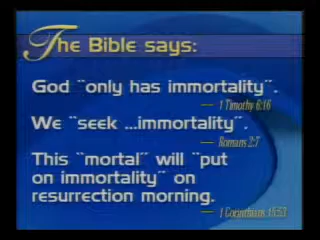 The Bible says:
God "only has immortality".
— 1 Timothy 6:16
We "seek ...immortality".
— Romans 2:7
This "mortal" will "put
on immortality" on
resurrection morning.
— 1 Corinthians 15:53